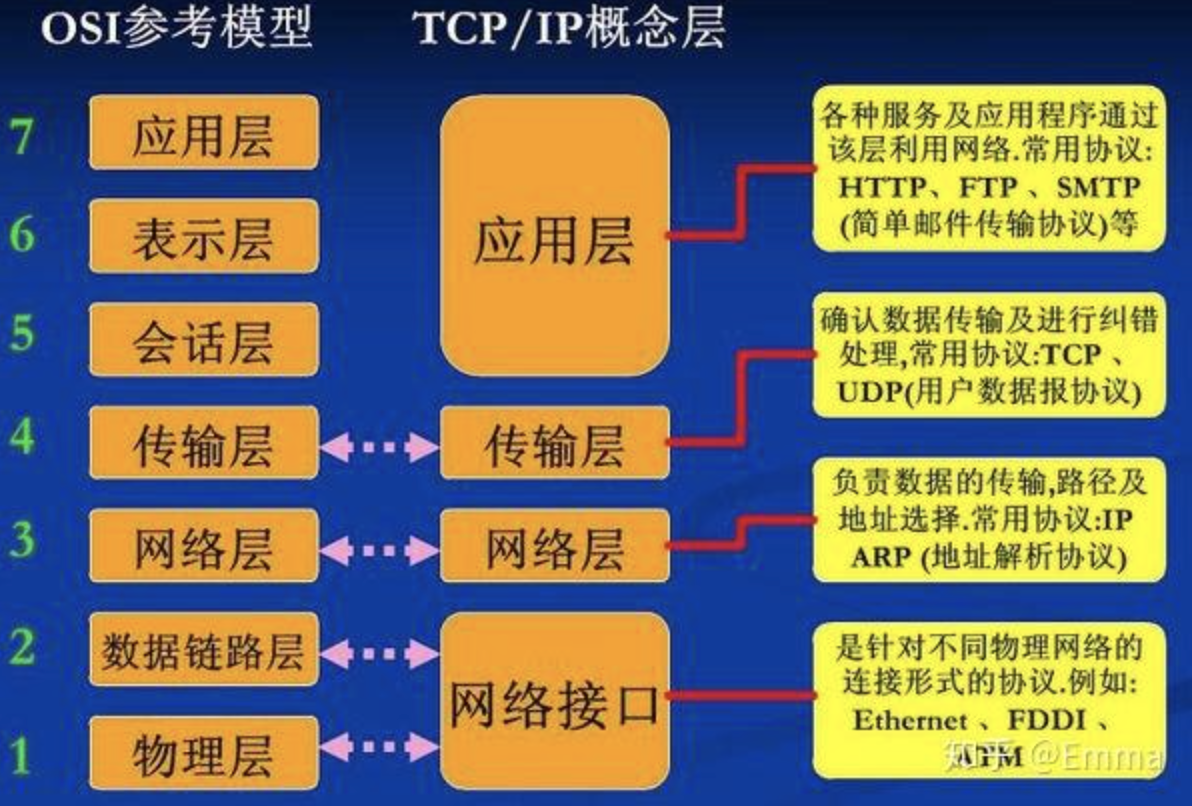 OSI参考模型
TCP/IP概念层
7
应用层
6
表示层
5
会话层
4
传输层
3
网络层
2
数据链路层
1
物理层
应用层
传输层
网络层
网络接口
各种服务及应用程序通过
该层利用网络.常用协议:
HTTP、FTP 、SMTP
(简单邮件传输协议)等
确认数据传输及进行纠错
处理,常用协议:TCP 、
UDP(用户数据报协议)
负责数据的传输,路径及
地址选择.常用协议:IP
ARP (地址解析协议)
是针对不同物理网络的
连接形式的协议.例如:
Ethernet 、FDDI 、
ATM
知乎 @Emma